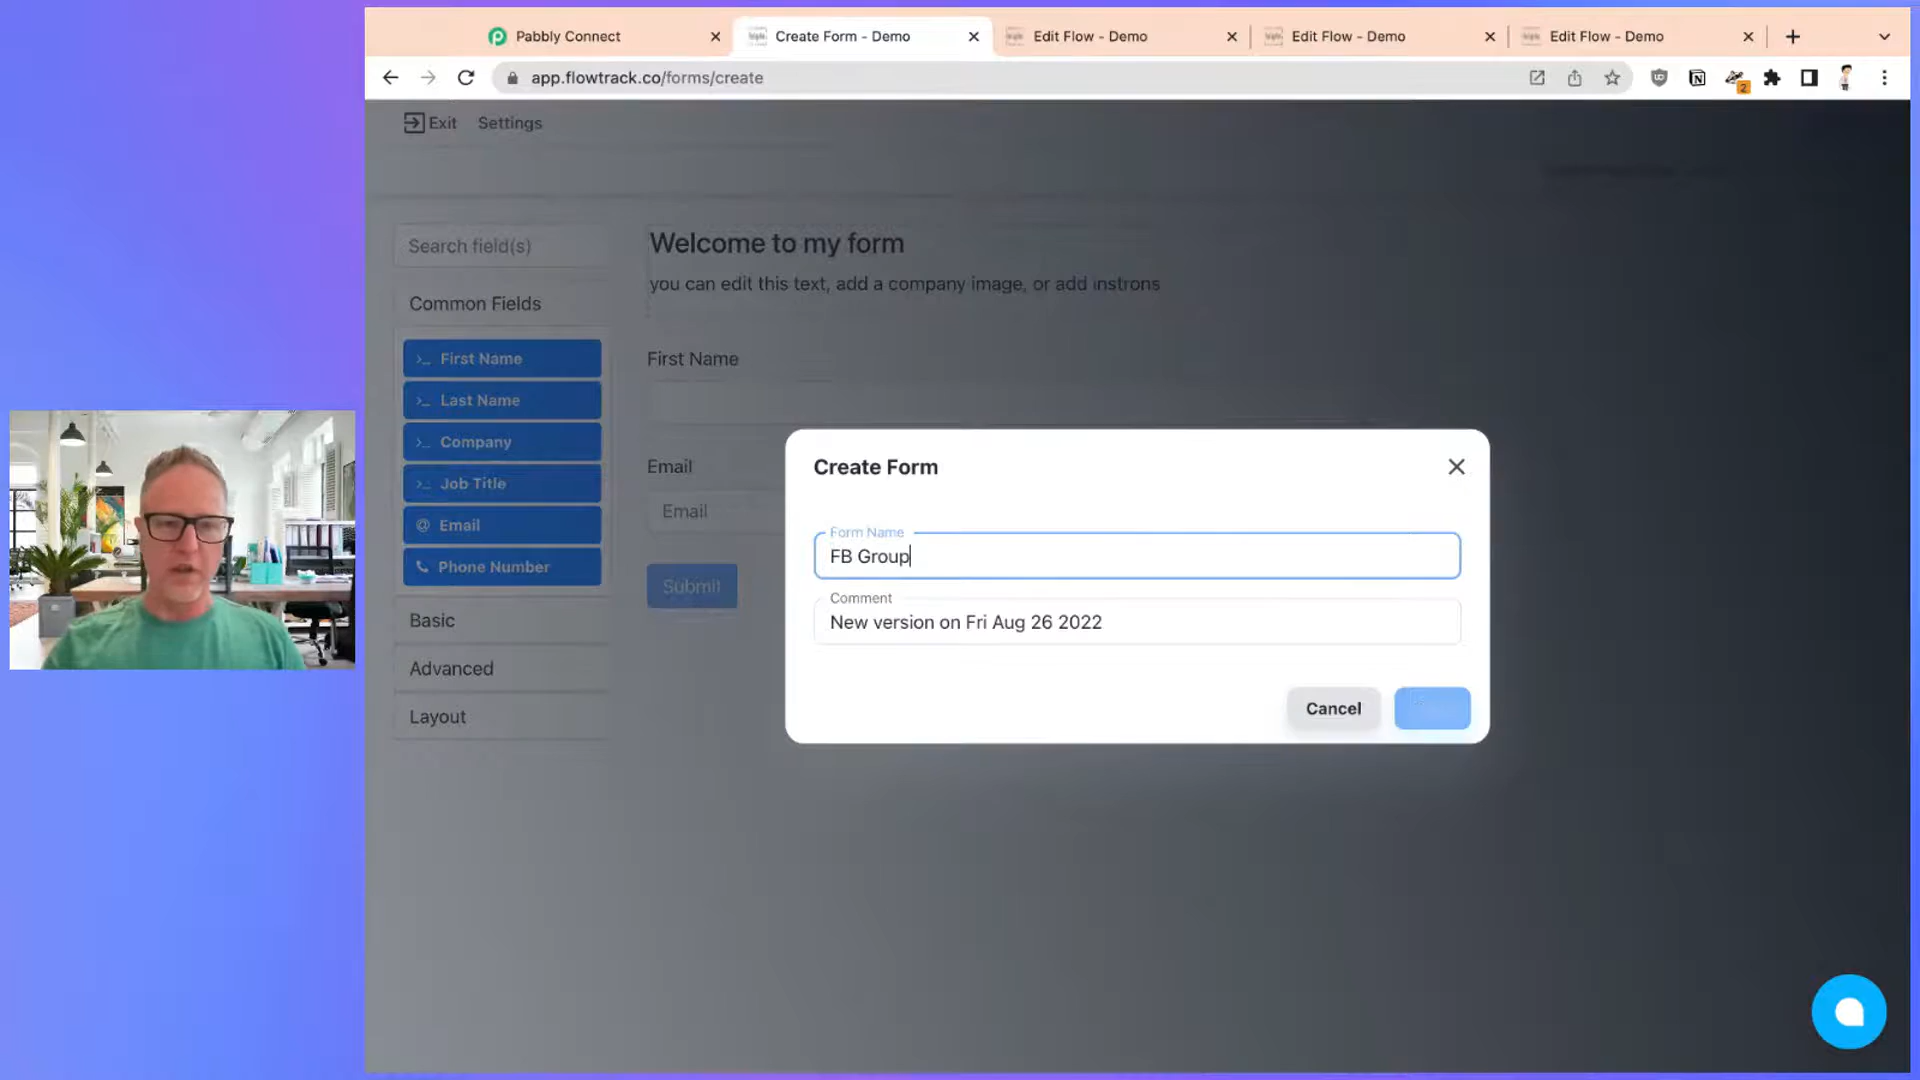 Pabbly Connect
Create Form - Demo
Edit Flow - Demo
Edit Flow - Demo
Edit Flow - Demo
app.flowtrack.co/forms/create
2
Exit
Settings
Search field(s)
Common Fields
First Name
Last Name
Company
Job Title
Email
Phone Number
Basic
Advanced
Layout
Welcome to my form
you can edit this text, add a company image, or add instrons
First Name
Email
Email
Submit
Create Form
Form Name
FB Group
Comment
New version on Fri Aug 26 2022
Cancel